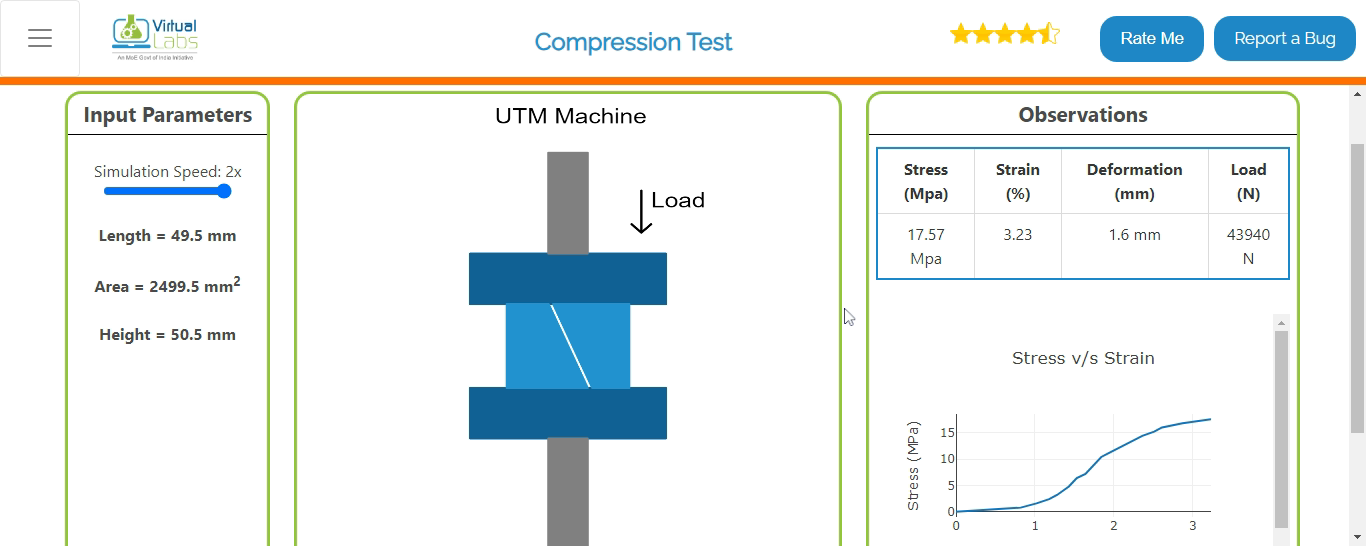 Virtual
Labs
An MoE Govt of India Initiative
Compression Test
Rate Me
Report a Bug
Input Parameters
Simulation Speed: 2x
Length = 49.5 mm
Area = 2499.5 mm²
Height = 50.5 mm
UTM Machine
Load
Observations
Stress (Mpa) Strain (%) Deformation (mm) Load (N)
17.57 Mpa 3.23 1.6 mm 43940 N
Stress v/s Strain
Stress (MPa)
15
10
5
0
0 1 2 3